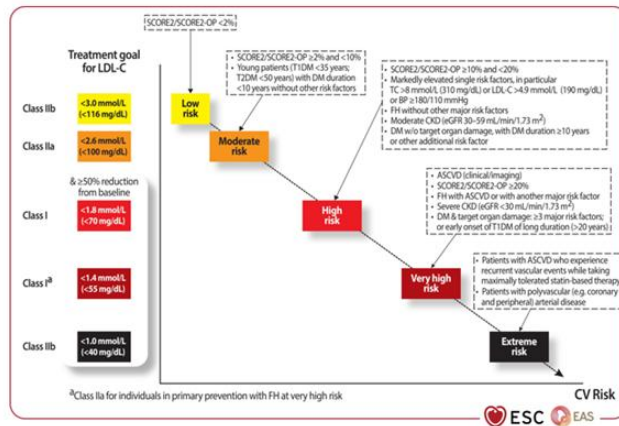 SCORE2/SCORE2-OP <2%
Treatment goal
for LDL-C
• SCORE2/SCORE2-OP ≥2% and <10%
• Young patients (T1DM <35 years;
T2DM <50 years) with DM duration
<10 years without other risk factors
• SCORE2/SCORE2-OP ≥10% and <20%
• Markedly elevated single risk factors, in particular
TC >8 mmol/L (310 mg/dL) or LDL-C >4.9 mmol/L (190 mg/dL)
or BP ≥180/110 mmHg
• FH without other major risk factors
• Moderate CKD (eGFR 30–59 mL/min/1.73 m²)
• DM w/o target organ damage, with DM duration ≥10 years
or other additional risk factor
Class IIb
<3.0 mmol/L
(<116 mg/dL)
Low
risk
Class IIa
<2.6 mmol/L
(<100 mg/dL)
Moderate
risk
& ≥50% reduction
from baseline
• ASCVD (clinical/imaging)
• SCORE2/SCORE2-OP ≥20%
• FH with ASCVD or with another major risk factor
• Severe CKD (eGFR <30 mL/min/1.73 m²)
• DM & target organ damage: ≥3 major risk factors;
or early onset of T1DM of long duration (>20 years)
Class I
<1.8 mmol/L
(<70 mg/dL)
High
risk
Class Iᵃ
<1.4 mmol/L
(<55 mg/dL)
Very high
risk
• Patients with ASCVD who experience
recurrent vascular events while taking
maximally tolerated statin-based therapy
• Patients with polyvascular (e.g. coronary
and peripheral) arterial disease
Class IIb
<1.0 mmol/L
(<40 mg/dL)
Extreme
risk
ᵃClass IIa for individuals in primary prevention with FH at very high risk
CV Risk
ESC
EAS